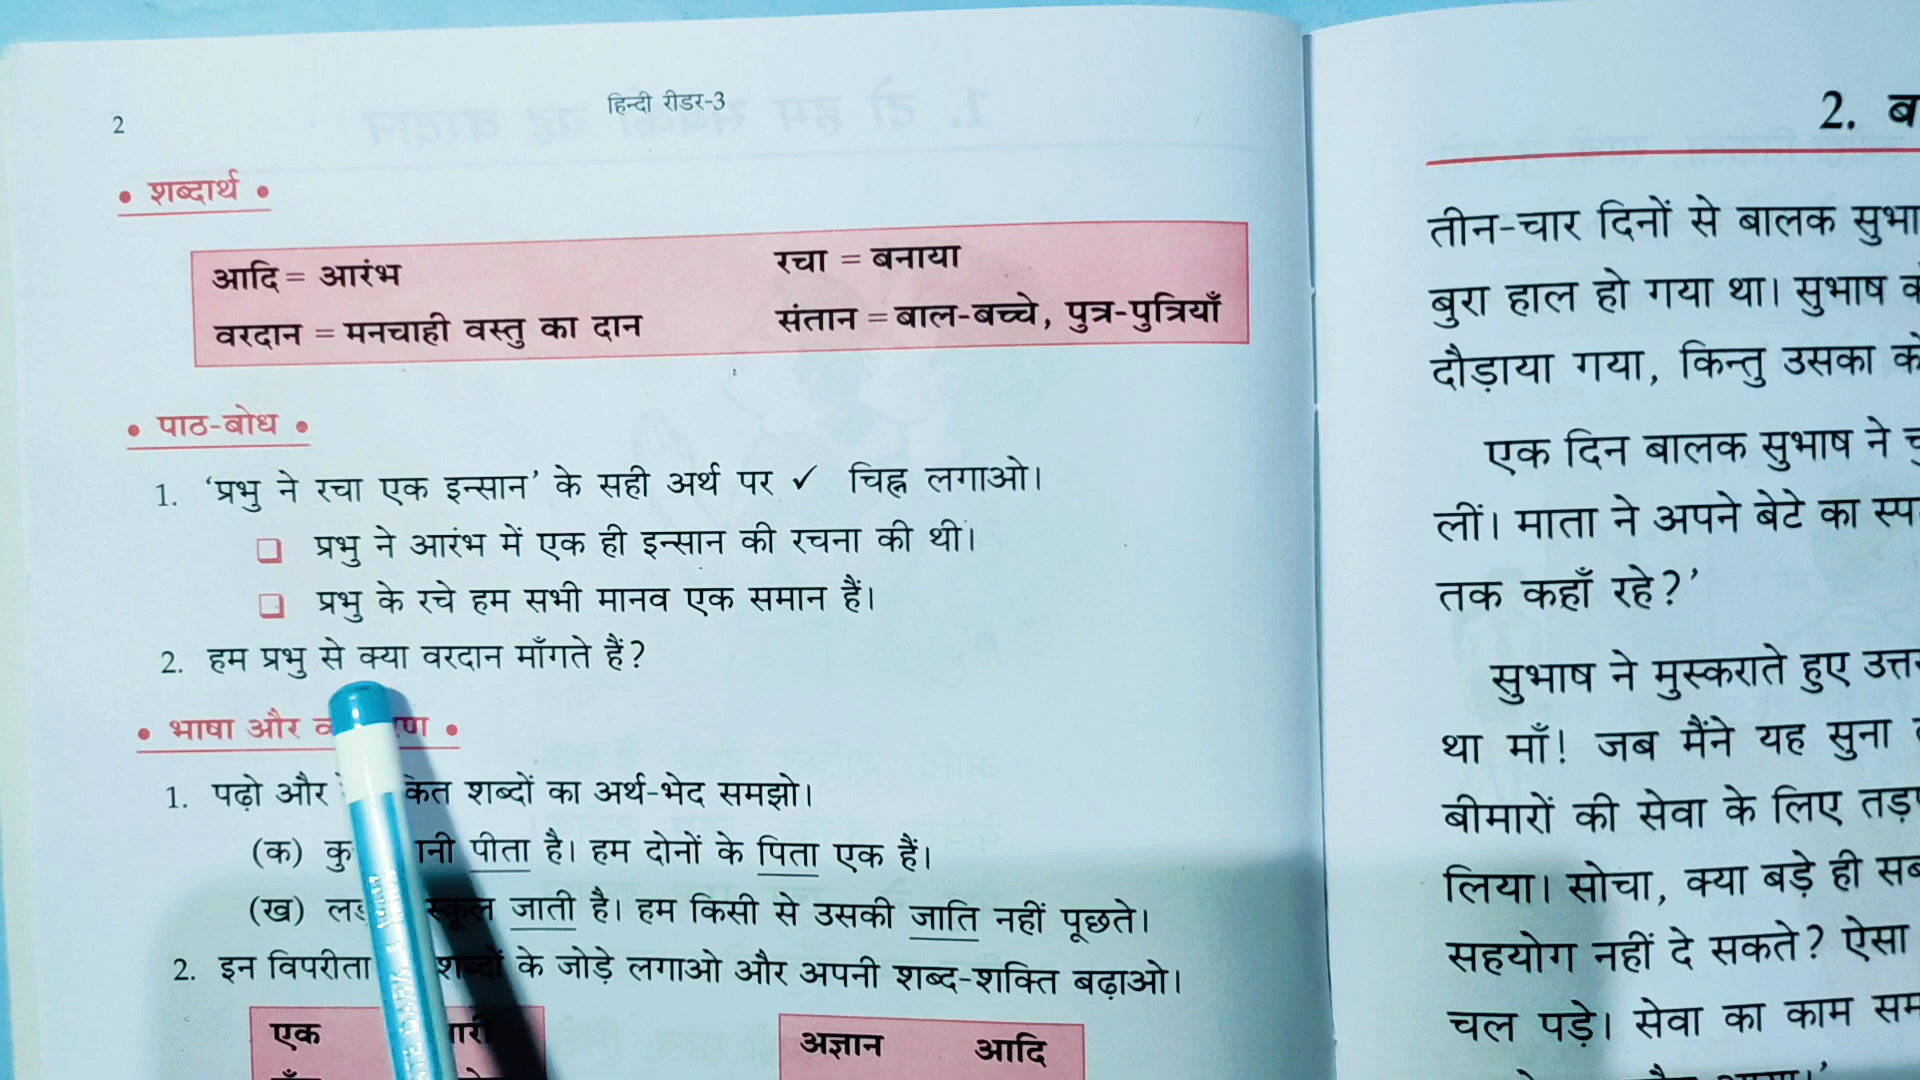 2
हिन्दी रीडर-3
• शब्दार्थ •
आदि = आरंभ
रचा = बनाया
वरदान = मनचाही वस्तु का दान
संतान = बाल-बच्चे, पुत्र-पुत्रियाँ
• पाठ-बोध •
1. ‘प्रभु ने रचा एक इन्सान’ के सही अर्थ पर ✓ चिह्न लगाओ।
❑ प्रभु ने आरंभ में एक ही इन्सान की रचना की थी।
❑ प्रभु के रचे हम सभी मानव एक समान हैं।
2. हम प्रभु से क्या वरदान माँगते हैं?
• भाषा और •
1. पढ़ो और शब्दों का अर्थ-भेद समझो।
(क) पीता है। हम दोनों के पिता एक हैं।
(ख) स्कूल जाती है। हम किसी से उसकी जाति नहीं पूछते।
2. इन शब्दों के जोड़े लगाओ और अपनी शब्द-शक्ति बढ़ाओ।
एक
अज्ञान आदि
2.
तीन-चार दिनों से बालक
बुरा हाल हो गया था। सुभाष
दौड़ाया गया, किन्तु उसका
एक दिन बालक सुभाष ने
लीं। माता ने अपने बेटे का
तक कहाँ रहे?’
सुभाष ने मुस्कराते हुए
था माँ! जब मैंने यह सुना
बीमारों की सेवा के लिए
लिया। सोचा, क्या बड़े ही
सहयोग नहीं दे सकते? ऐसा
चल पड़े। सेवा का काम